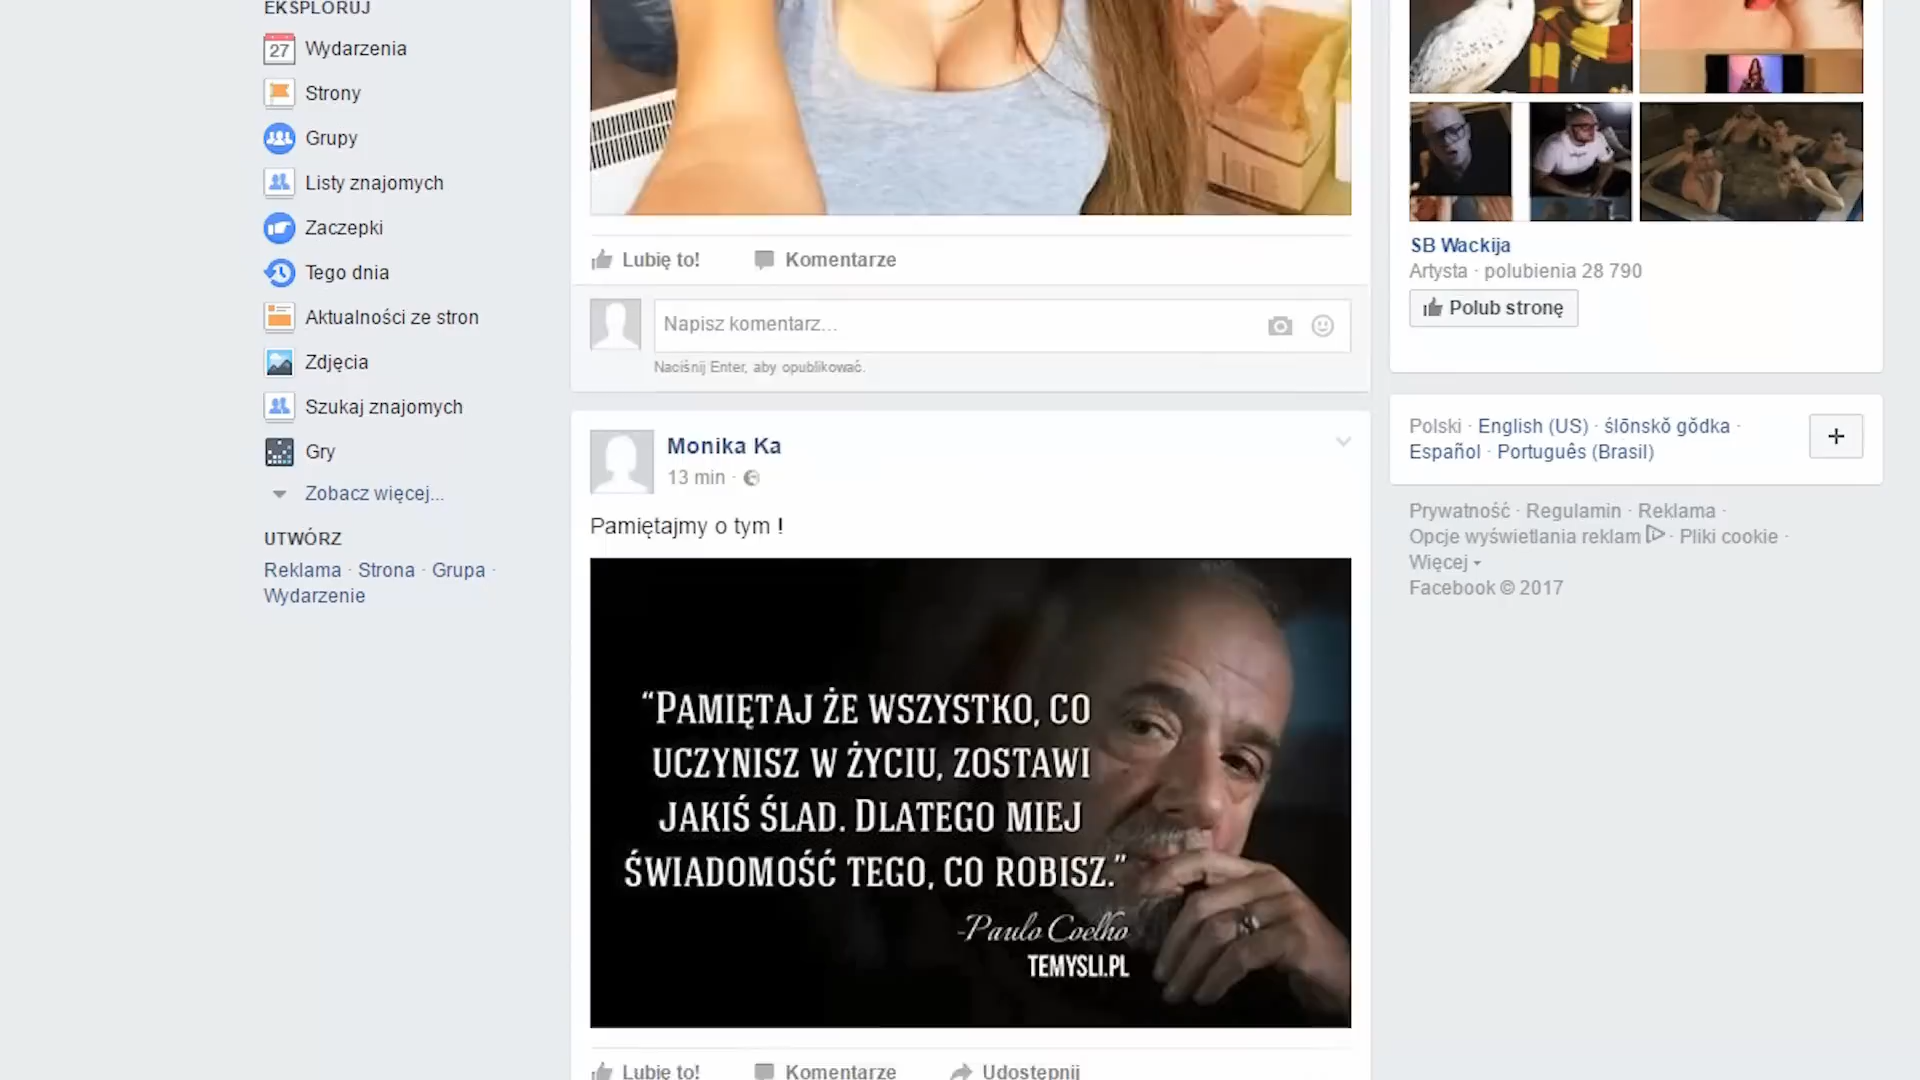 EKSPLORUJ
27
Wydarzenia
Strony
Grupy
Listy znajomych
Zaczepki
Tego dnia
Aktualności ze stron
Zdjęcia
Szukaj znajomych
Gry
Zobacz więcej...
UTWÓRZ
Reklama · Strona · Grupa ·
Wydarzenie
Lubię to! Komentarze
Napisz komentarz...
Naciśnij Enter, aby opublikować.
Monika Ka
13 min ·
Pamiętajmy o tym !
“PAMIĘTAJ ŻE WSZYSTKO, CO
UCZYNISZ W ŻYCIU, ZOSTAWI
JAKIŚ ŚLAD. DLATEGO MIEJ
ŚWIADOMOŚĆ TEGO, CO ROBISZ.”
-Paulo Coelho
TEMYSLI.PL
Lubię to! Komentarze Udostępnij
SB Wackija
Artysta · polubienia 28 790
Polub stronę
Polski · English (US) · ślōnskŏ gŏdka ·
Español · Português (Brasil)
+
Prywatność · Regulamin · Reklama ·
Opcje wyświetlania reklam · Pliki cookie ·
Więcej
Facebook © 2017